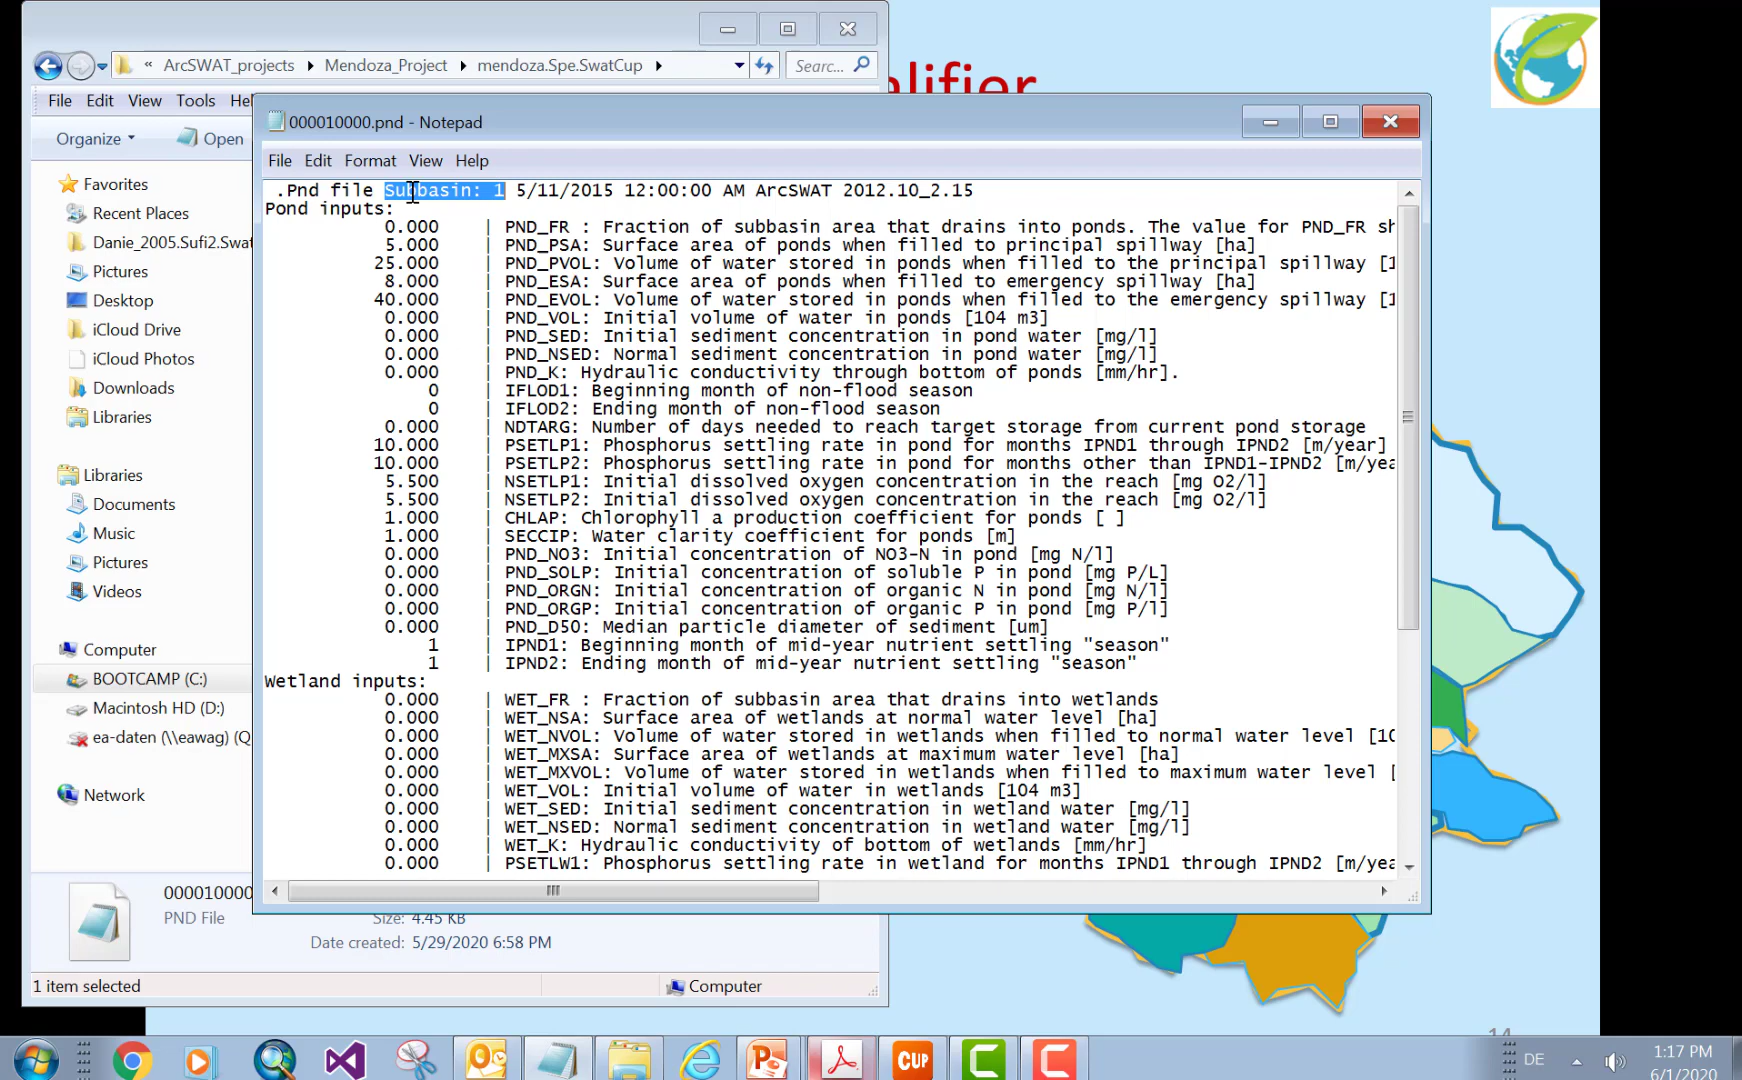 « ArcSWAT_projects ▸ Mendoza_Project ▸ mendoza.Spe.SwatCup ▸
Searc...
alifier
File Edit View Tools Hel
Organize Open
Favorites
Recent Places
Danie_2005.Sufi2.Swat
Pictures
Desktop
iCloud Drive
iCloud Photos
Downloads
Libraries
Libraries
Documents
Music
Pictures
Videos
Computer
BOOTCAMP (C:)
Macintosh HD (D:)
ea-daten (\\eawag) (Q
Network
000010000.pnd - Notepad
File Edit Format View Help
.Pnd file Subbasin: 1 5/11/2015 12:00:00 AM ArcSWAT 2012.10_2.15
Pond inputs:
0.000 | PND_FR : Fraction of subbasin area that drains into ponds. The value for PND_FR sh
5.000 | PND_PSA: Surface area of ponds when filled to principal spillway [ha]
25.000 | PND_PVOL: Volume of water stored in ponds when filled to the principal spillway [1
8.000 | PND_ESA: Surface area of ponds when filled to emergency spillway [ha]
40.000 | PND_EVOL: Volume of water stored in ponds when filled to the emergency spillway [1
0.000 | PND_VOL: Initial volume of water in ponds [104 m3]
0.000 | PND_SED: Initial sediment concentration in pond water [mg/l]
0.000 | PND_NSED: Normal sediment concentration in pond water [mg/l]
0.000 | PND_K: Hydraulic conductivity through bottom of ponds [mm/hr].
0 | IFLOD1: Beginning month of non-flood season
0 | IFLOD2: Ending month of non-flood season
0.000 | NDTARG: Number of days needed to reach target storage from current pond storage
10.000 | PSETLP1: Phosphorus settling rate in pond for months IPND1 through IPND2 [m/year]
10.000 | PSETLP2: Phosphorus settling rate in pond for months other than IPND1-IPND2 [m/yea
5.500 | NSETLP1: Initial dissolved oxygen concentration in the reach [mg O2/l]
5.500 | NSETLP2: Initial dissolved oxygen concentration in the reach [mg O2/l]
1.000 | CHLAP: Chlorophyll a production coefficient for ponds [ ]
1.000 | SECCIP: Water clarity coefficient for ponds [m]
0.000 | PND_NO3: Initial concentration of NO3-N in pond [mg N/l]
0.000 | PND_SOLP: Initial concentration of soluble P in pond [mg P/L]
0.000 | PND_ORGN: Initial concentration of organic N in pond [mg N/l]
0.000 | PND_ORGP: Initial concentration of organic P in pond [mg P/l]
0.000 | PND_D50: Median particle diameter of sediment [um]
1 | IPND1: Beginning month of mid-year nutrient settling "season"
1 | IPND2: Ending month of mid-year nutrient settling "season"
Wetland inputs:
0.000 | WET_FR : Fraction of subbasin area that drains into wetlands
0.000 | WET_NSA: Surface area of wetlands at normal water level [ha]
0.000 | WET_NVOL: Volume of water stored in wetlands when filled to normal water level [10
0.000 | WET_MXSA: Surface area of wetlands at maximum water level [ha]
0.000 | WET_MXVOL: Volume of water stored in wetlands when filled to maximum water level [
0.000 | WET_VOL: Initial volume of water in wetlands [104 m3]
0.000 | WET_SED: Initial sediment concentration in wetland water [mg/l]
0.000 | WET_NSED: Normal sediment concentration in wetland water [mg/l]
0.000 | WET_K: Hydraulic conductivity of bottom of wetlands [mm/hr]
0.000 | PSETLW1: Phosphorus settling rate in wetland for months IPND1 through IPND2 [m/yea
000010000
PND File
Size: 4.45 KB
Date created: 5/29/2020 6:58 PM
1 item selected
Computer
14
CUP
DE
1:17 PM
6/1/2020